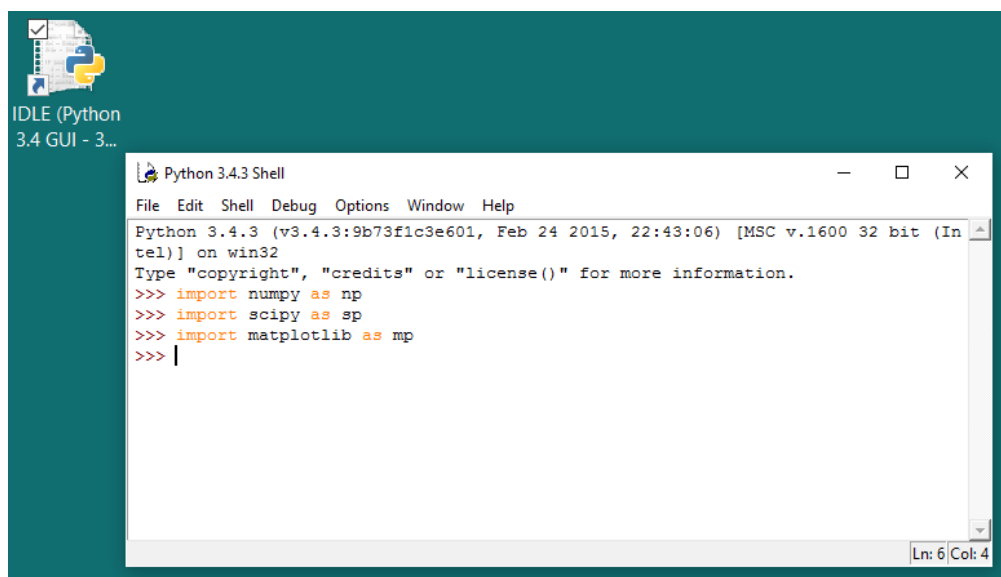 IDLE (Python
3.4 GUI - 3...
Python 3.4.3 Shell
File Edit Shell Debug Options Window Help
Python 3.4.3 (v3.4.3:9b73f1c3e601, Feb 24 2015, 22:43:06) [MSC v.1600 32 bit (In
tel)] on win32
Type "copyright", "credits" or "license()" for more information.
>>> import numpy as np
>>> import scipy as sp
>>> import matplotlib as mp
>>>
Ln: 6 Col: 4